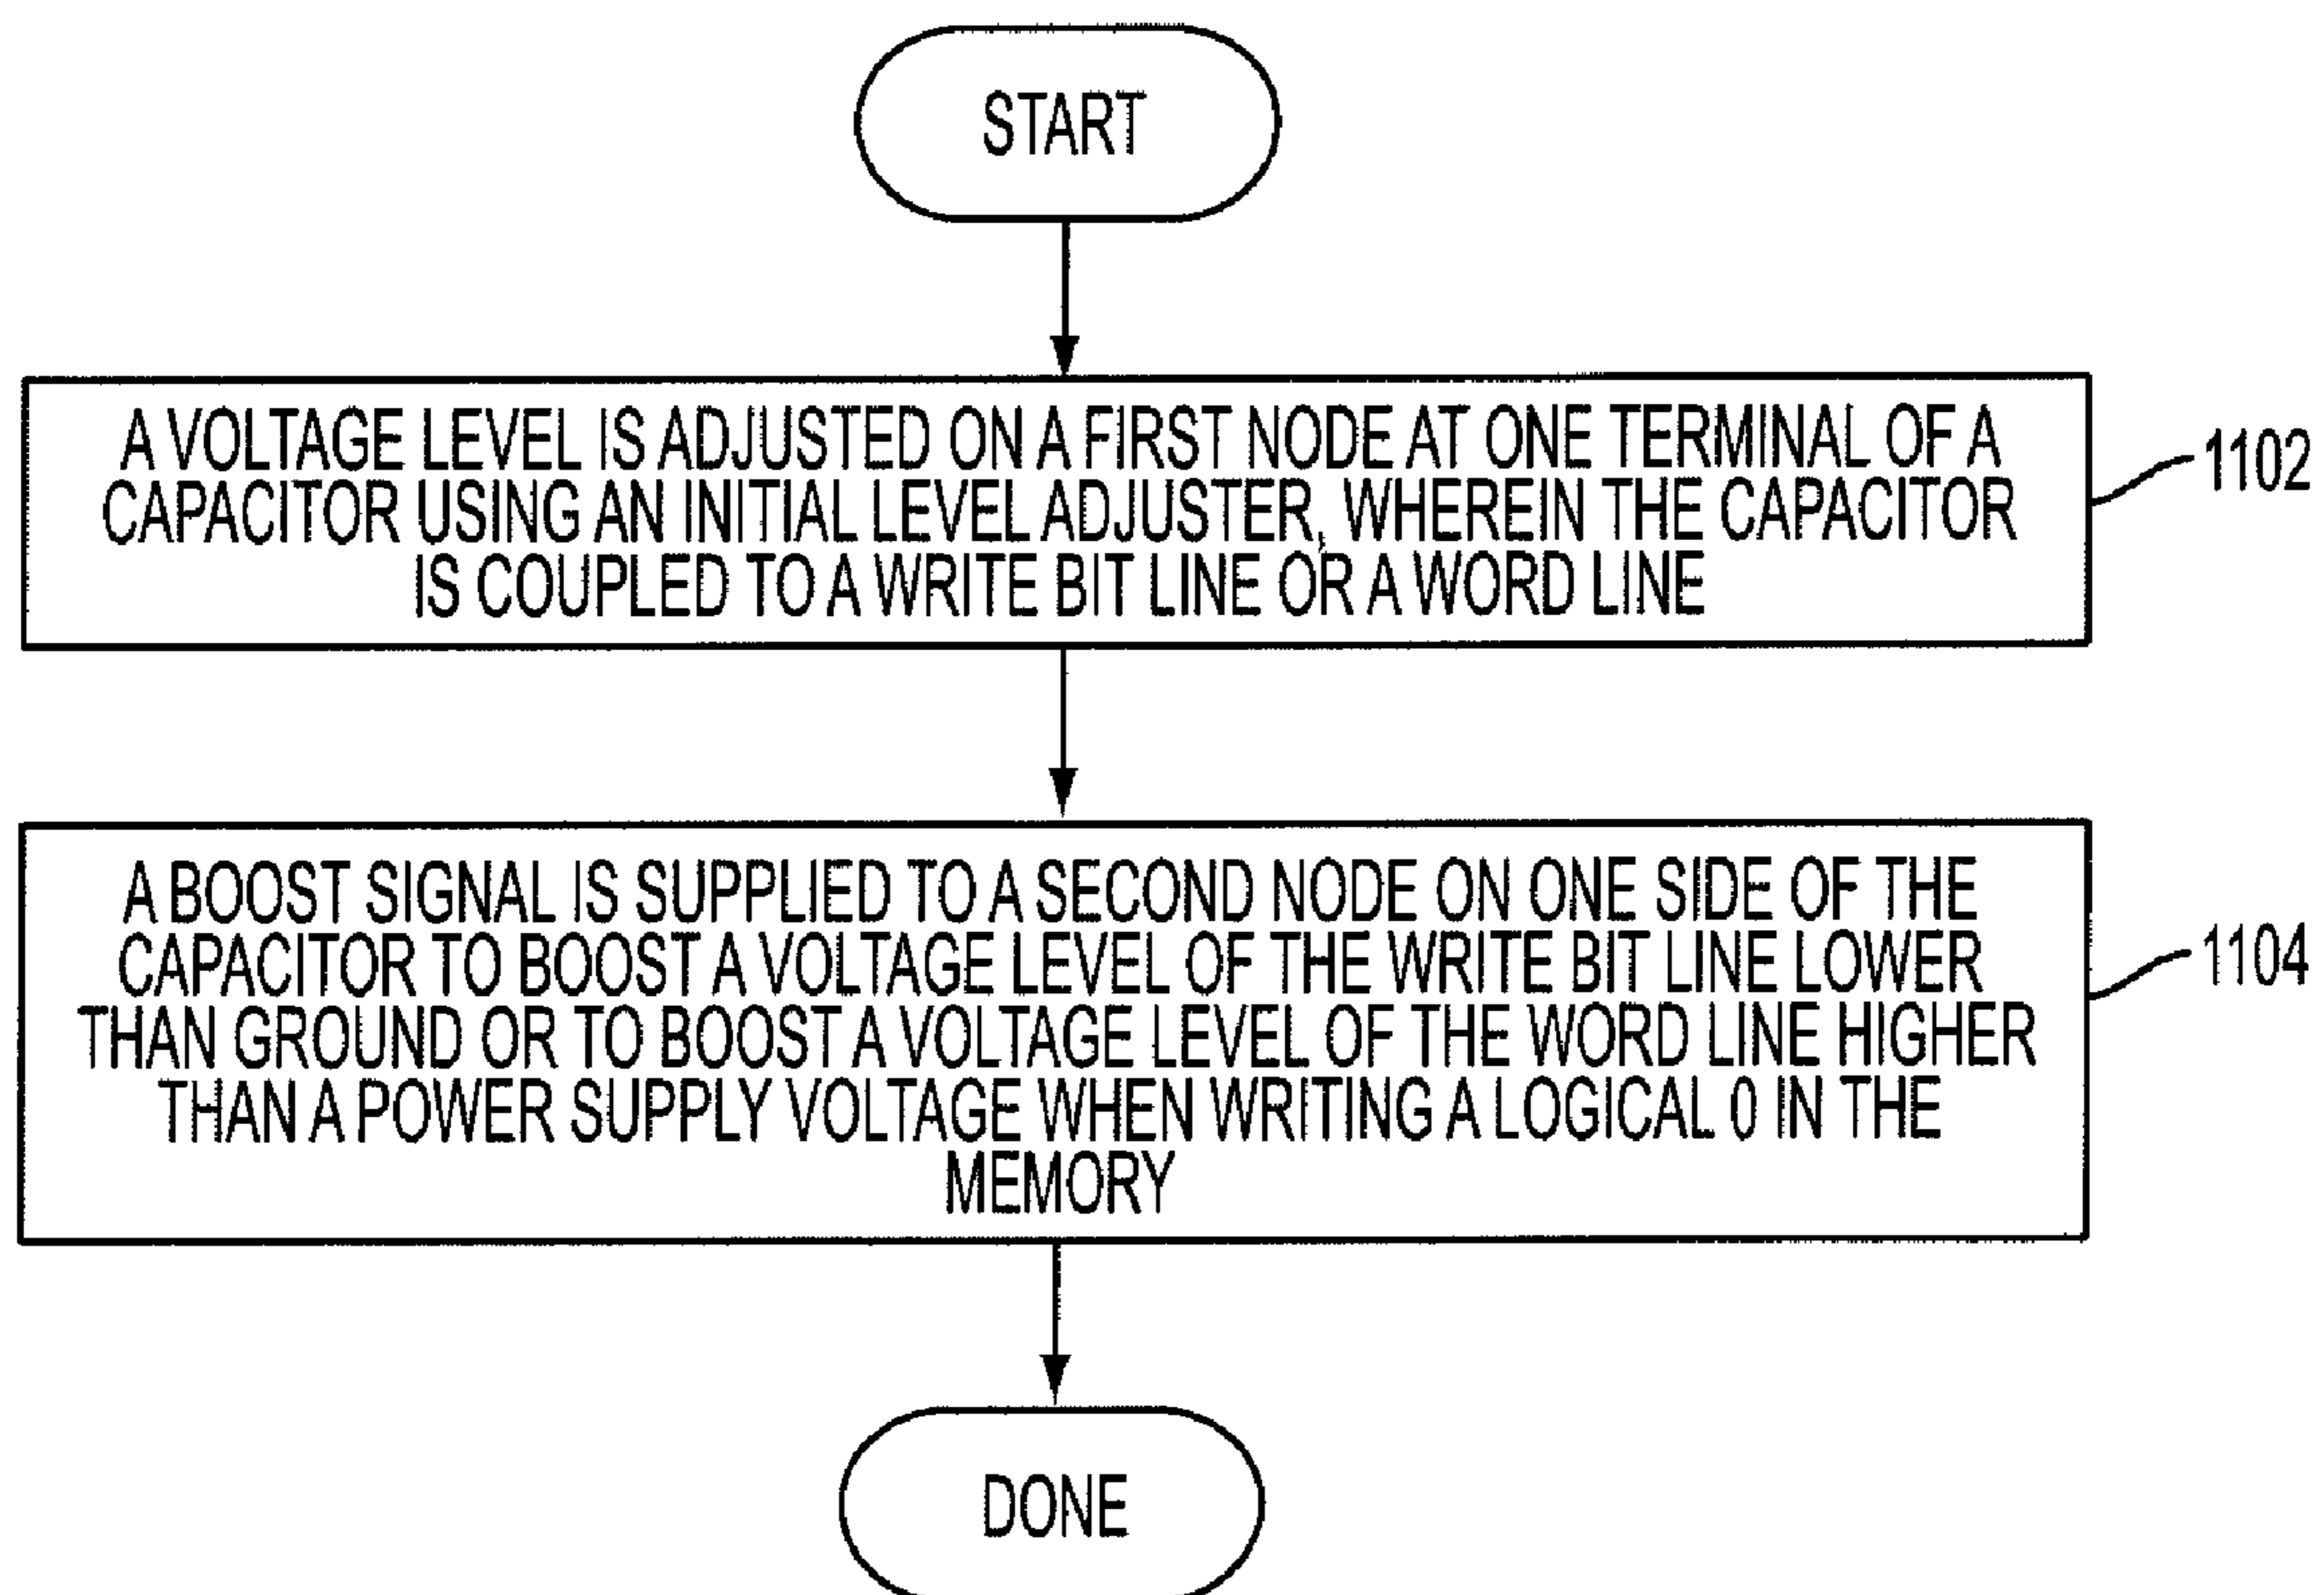 START
A VOLTAGE LEVEL IS ADJUSTED ON A FIRST NODE AT ONE TERMINAL OF A
CAPACITOR USING AN INITIAL LEVEL ADJUSTER, WHEREIN THE CAPACITOR
IS COUPLED TO A WRITE BIT LINE OR A WORD LINE
1102
A BOOST SIGNAL IS SUPPLIED TO A SECOND NODE ON ONE SIDE OF THE
CAPACITOR TO BOOST A VOLTAGE LEVEL OF THE WRITE BIT LINE LOWER
THAN GROUND OR TO BOOST A VOLTAGE LEVEL OF THE WORD LINE HIGHER
THAN A POWER SUPPLY VOLTAGE WHEN WRITING A LOGICAL 0 IN THE
MEMORY
1104
DONE